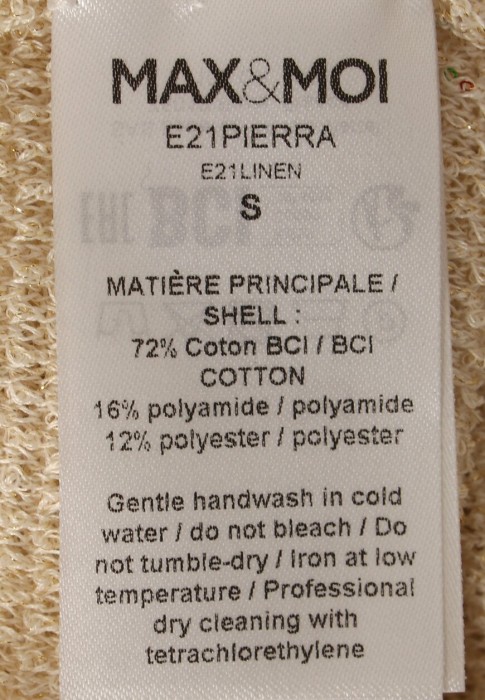 MAX&MOI
E21PIERRA
E21LINEN
S
MATIÈRE PRINCIPALE /
SHELL :
72% Coton BCI / BCI
COTTON
16% polyamide / polyamide
12% polyester / polyester
Gentle handwash in cold
water / do not bleach / Do
not tumble-dry / Iron at low
temperature / Professional
dry cleaning with
tetrachlorethylene